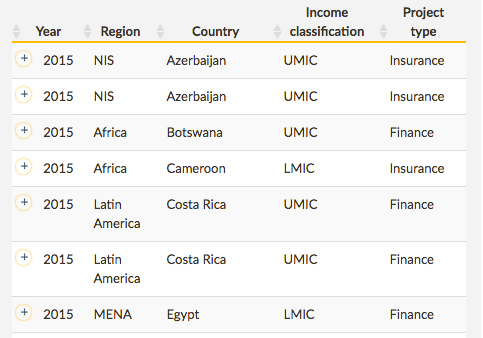 Year Region Country Income classification Project type
+ 2015 NIS Azerbaijan UMIC Insurance
+ 2015 NIS Azerbaijan UMIC Insurance
+ 2015 Africa Botswana UMIC Finance
+ 2015 Africa Cameroon LMIC Insurance
+ 2015 Latin America Costa Rica UMIC Finance
+ 2015 Latin America Costa Rica UMIC Finance
+ 2015 MENA Egypt LMIC Finance